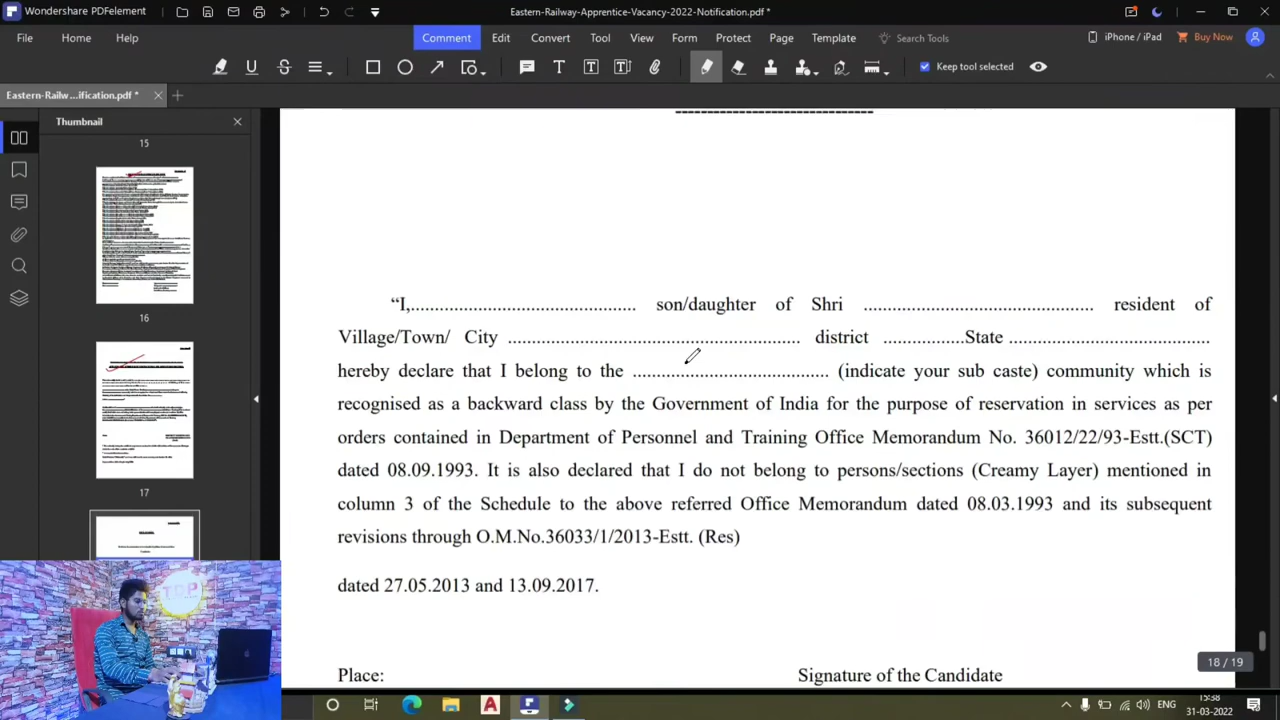 Wondershare PDFelement
Eastern-Railway-Apprentice-Vacancy-2022-Notification.pdf *
File Home Help Comment Edit Convert Tool View Form Protect Page Template Search Tools iPhone / iPad Buy Now
Keep tool selected
Eastern-Railw ...ification.pdf *
Thumbnail
15
16
17
“I,............................................... son/daughter of Shri ................................................ resident of
Village/Town/ City ............................................................. district .................State ..........................................
hereby declare that I belong to the ......................................... (indicate your sub caste) community which is
recognised as a backward class by the Government of India for the purpose of reservation in services as per
orders contained in Department of Personnel and Training Office Memorandum No. 36012/22/93-Estt.(SCT)
dated 08.09.1993. It is also declared that I do not belong to persons/sections (Creamy Layer) mentioned in
column 3 of the Schedule to the above referred Office Memorandum dated 08.03.1993 and its subsequent
revisions through O.M.No.36033/1/2013-Estt. (Res)
dated 27.05.2013 and 13.09.2017.
Place: Signature of the Candidate
18 / 19
ENG
15:38
31-03-2022